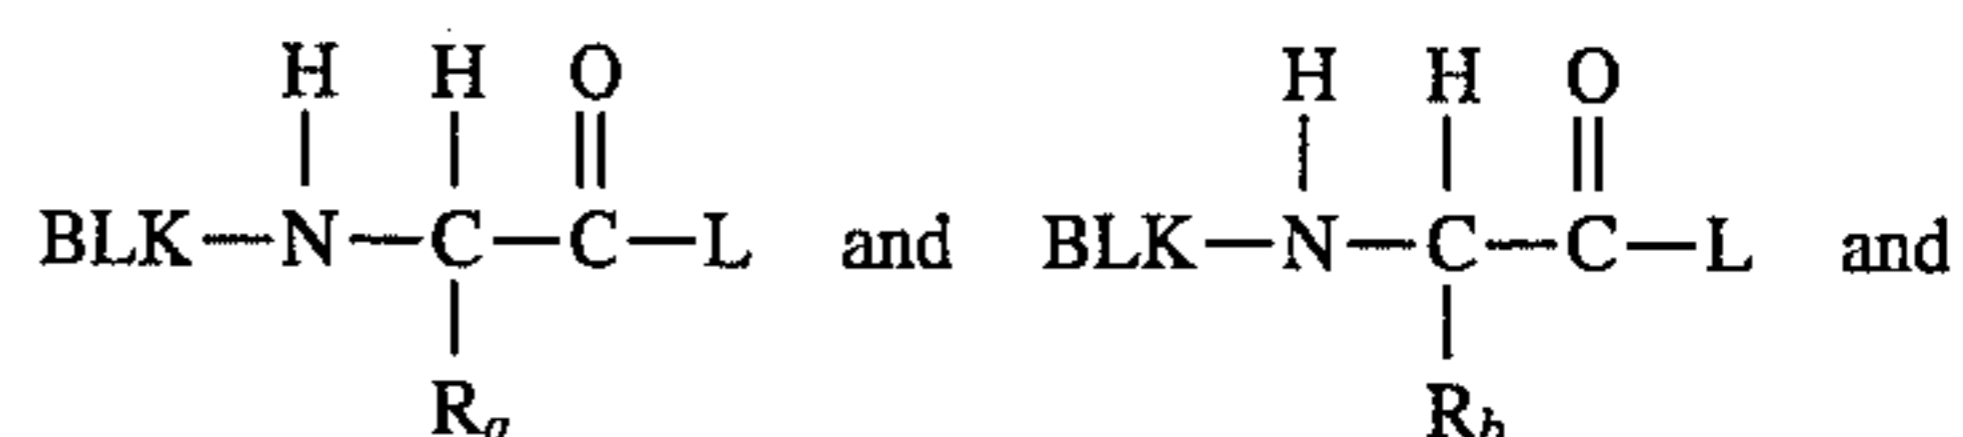 H H O H H O
BLK—N—C—C—L and BLK—N—C—C—L and
R_a R_b